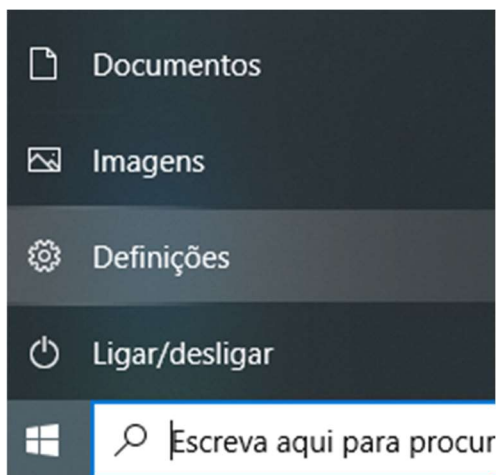 Documentos
Imagens
Definições
Ligar/desligar
Escreva aqui para procur